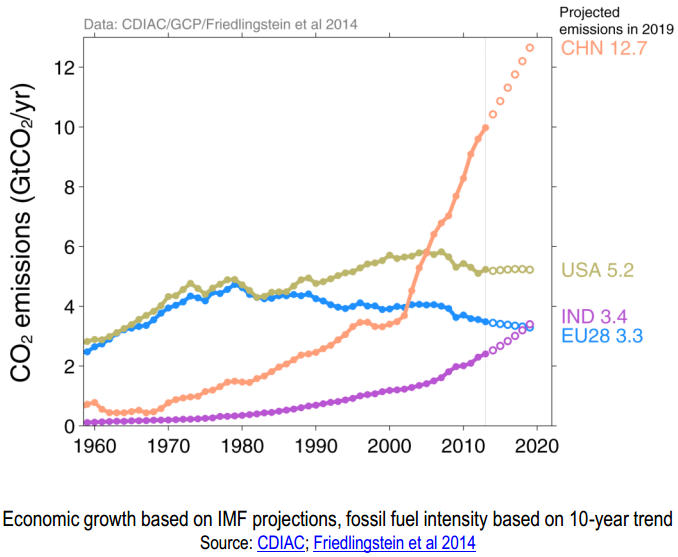 Data: CDIAC/GCP/Friedlingstein et al 2014
Projected
emissions in 2019
CHN 12.7
12
10
8
6
4
2
0
CO₂ emissions (GtCO₂/yr)
USA 5.2
IND 3.4
EU28 3.3
1960 1970 1980 1990 2000 2010 2020
Economic growth based on IMF projections, fossil fuel intensity based on 10-year trend
Source: CDIAC; Friedlingstein et al 2014